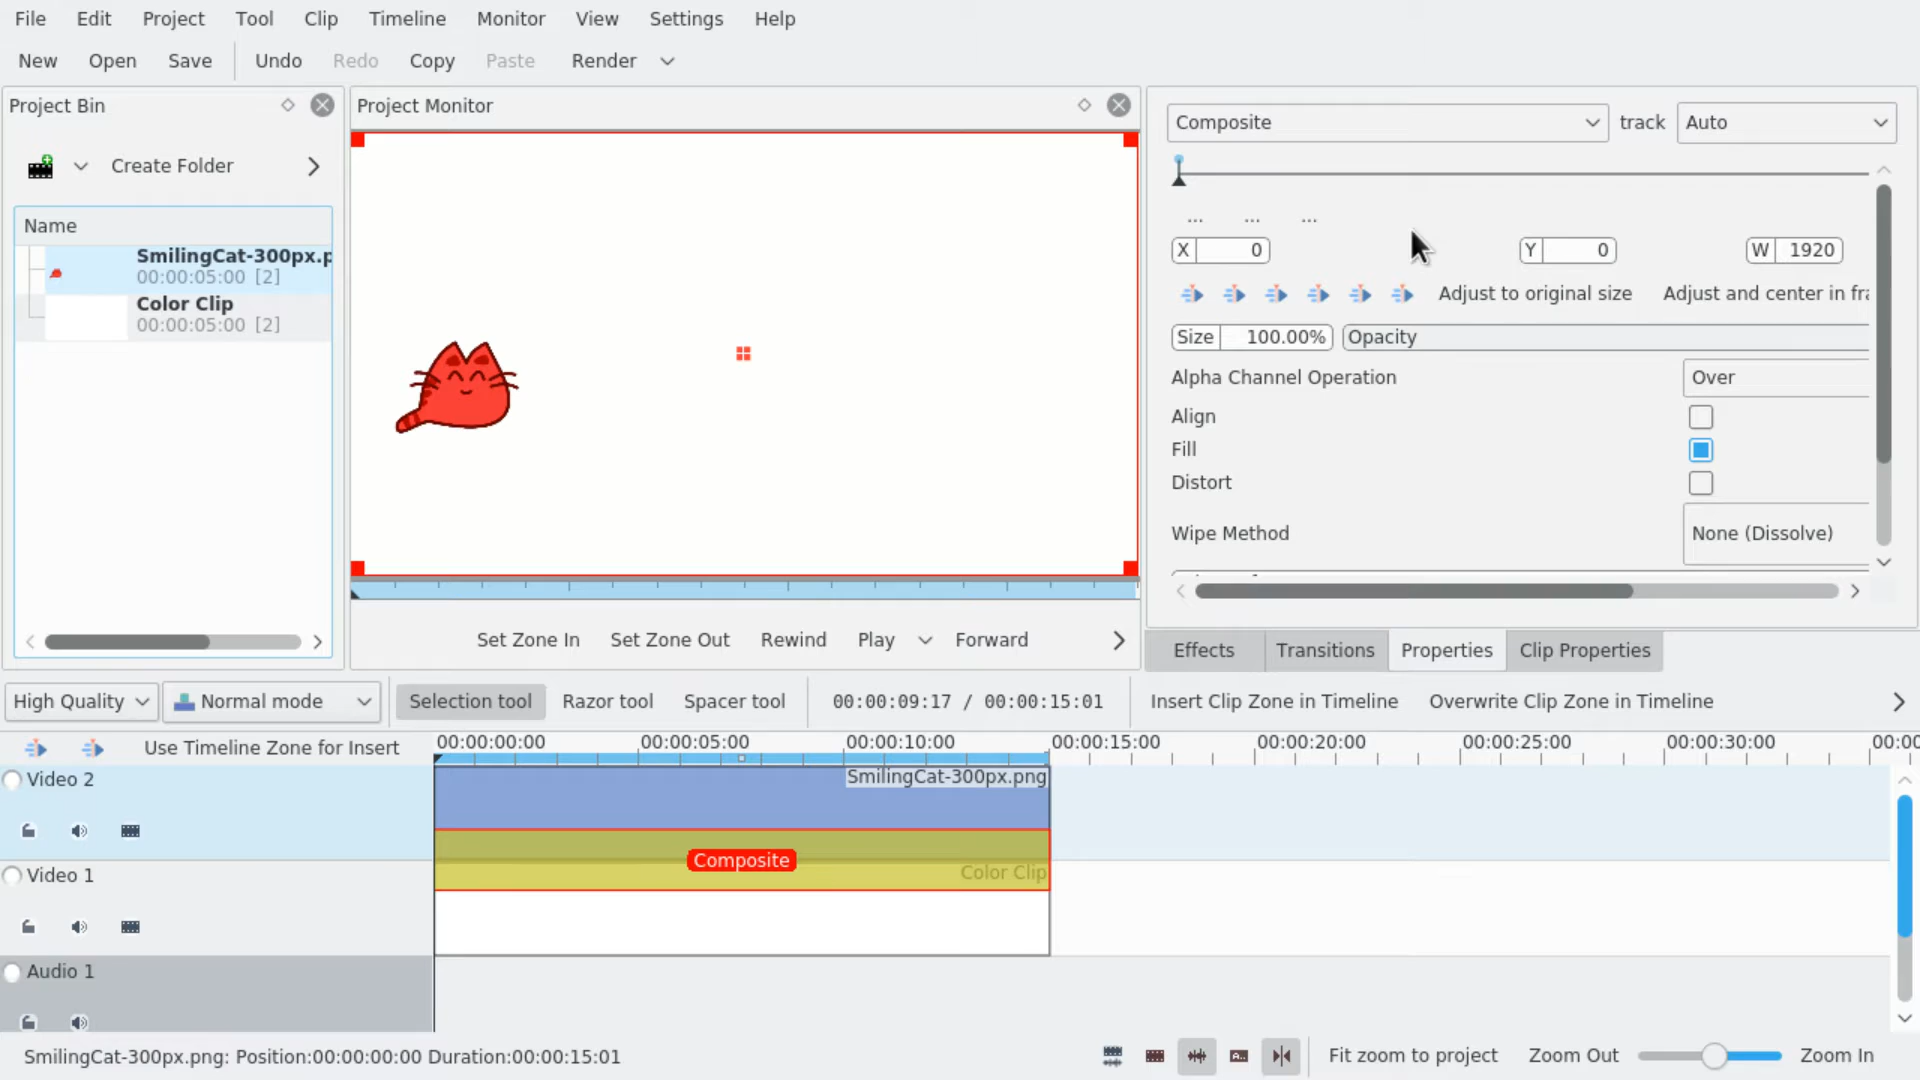 File Edit Project Tool Clip Timeline Monitor View Settings Help
New Open Save Undo Redo Copy Paste Render
Project Bin
Create Folder
Name
SmilingCat-300px.p
00:00:05:00 [2]
Color Clip
00:00:05:00 [2]
Project Monitor
Set Zone In Set Zone Out Rewind Play Forward
Composite track Auto
... ... ...
X 0 Y 0 W 1920
Adjust to original size Adjust and center in fra
Size 100.00% Opacity
Alpha Channel Operation Over
Align
Fill
Distort
Wipe Method None (Dissolve)
Effects Transitions Properties Clip Properties
High Quality Normal mode Selection tool Razor tool Spacer tool 00:00:09:17 / 00:00:15:01 Insert Clip Zone in Timeline Overwrite Clip Zone in Timeline
Use Timeline Zone for Insert 00:00:00:00 00:00:05:00 00:00:10:00 00:00:15:00 00:00:20:00 00:00:25:00 00:00:30:00 00:00
Video 2 SmilingCat-300px.png
Composite
Video 1 Color Clip
Audio 1
SmilingCat-300px.png: Position:00:00:00:00 Duration:00:00:15:01 Fit zoom to project Zoom Out Zoom In